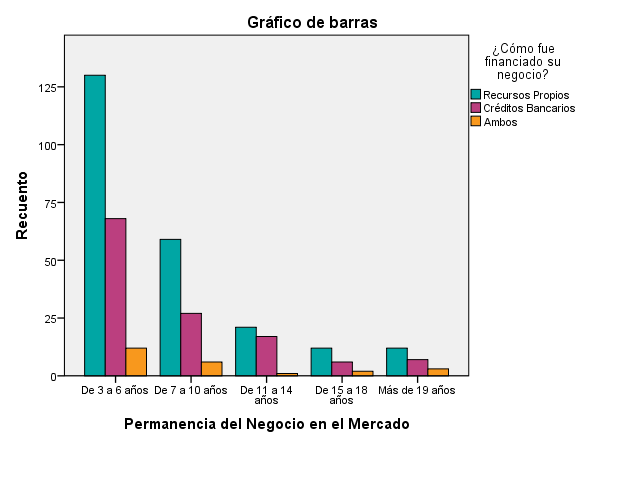 Gráfico de barras
¿Cómo fue
financiado su
negocio?
Recursos Propios
Créditos Bancarios
Ambos
Recuento
125
100
75
50
25
0
De 3 a 6 años
De 7 a 10 años
De 11 a 14
años
De 15 a 18
años
Más de 19 años
Permanencia del Negocio en el Mercado